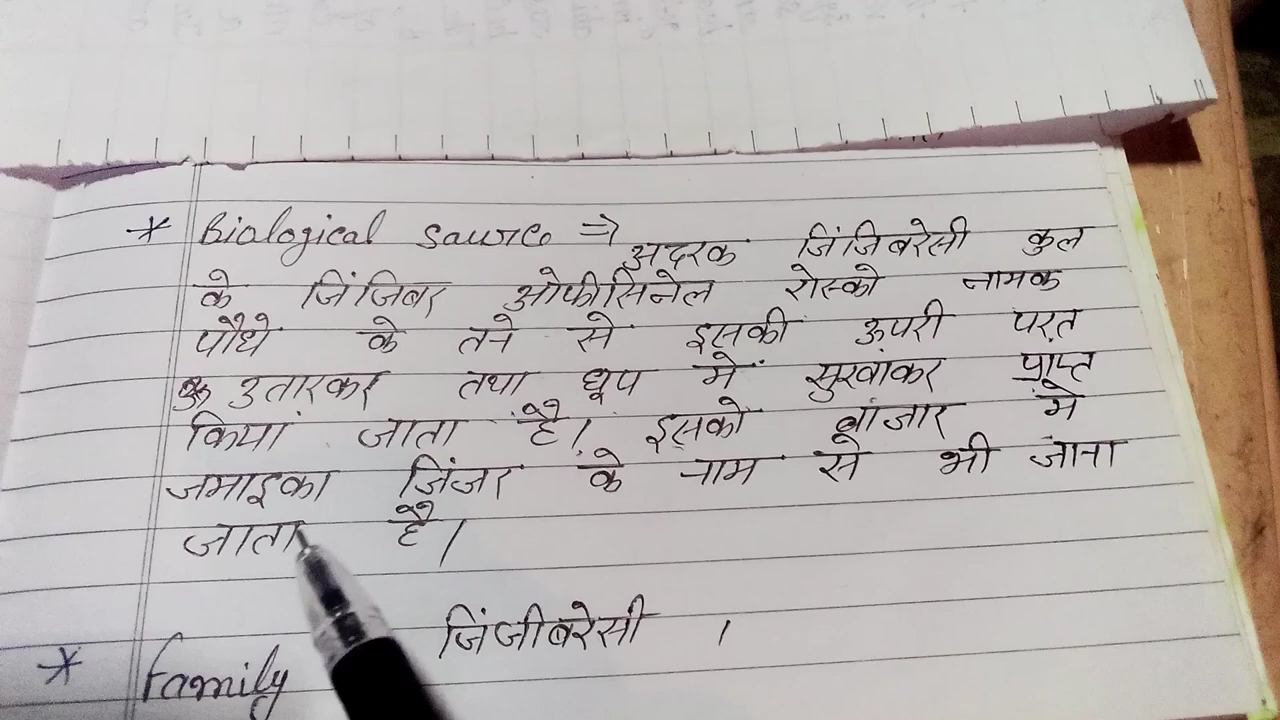 * Biological source ⇒ अदरक जिंजिबरेसी कुल
के जिंजिबर ओफीसिनेल रोस्को नामक
पौधे के तने से इसकी ऊपरी परत
उतारकर तथा धूप में सुखांकर प्राप्त
कियां जाता है। इसको बांजार मे
जमाइका जिंजर के नाम से भी जाना
जाता है।
* Family जिंजीबरेसी ।